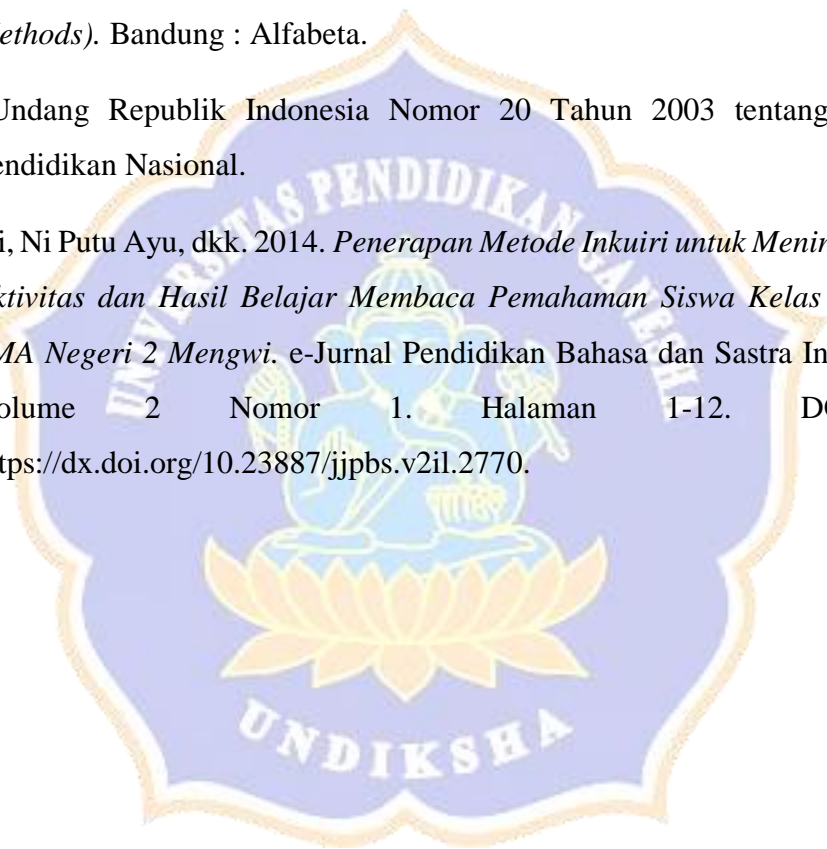 ethods). Bandung : Alfabeta.
Undang Republik Indonesia Nomor 20 Tahun 2003 tentang
endidikan Nasional.
i, Ni Putu Ayu, dkk. 2014. Penerapan Metode Inkuiri untuk Menin
ktivitas dan Hasil Belajar Membaca Pemahaman Siswa Kelas
MA Negeri 2 Mengwi. e-Jurnal Pendidikan Bahasa dan Sastra In
olume 2 Nomor 1. Halaman 1-12. DO
tps://dx.doi.org/10.23887/jjpbs.v2il.2770.
UNIVERSITAS PENDIDIKAN GANESHA
UNDIKSHA